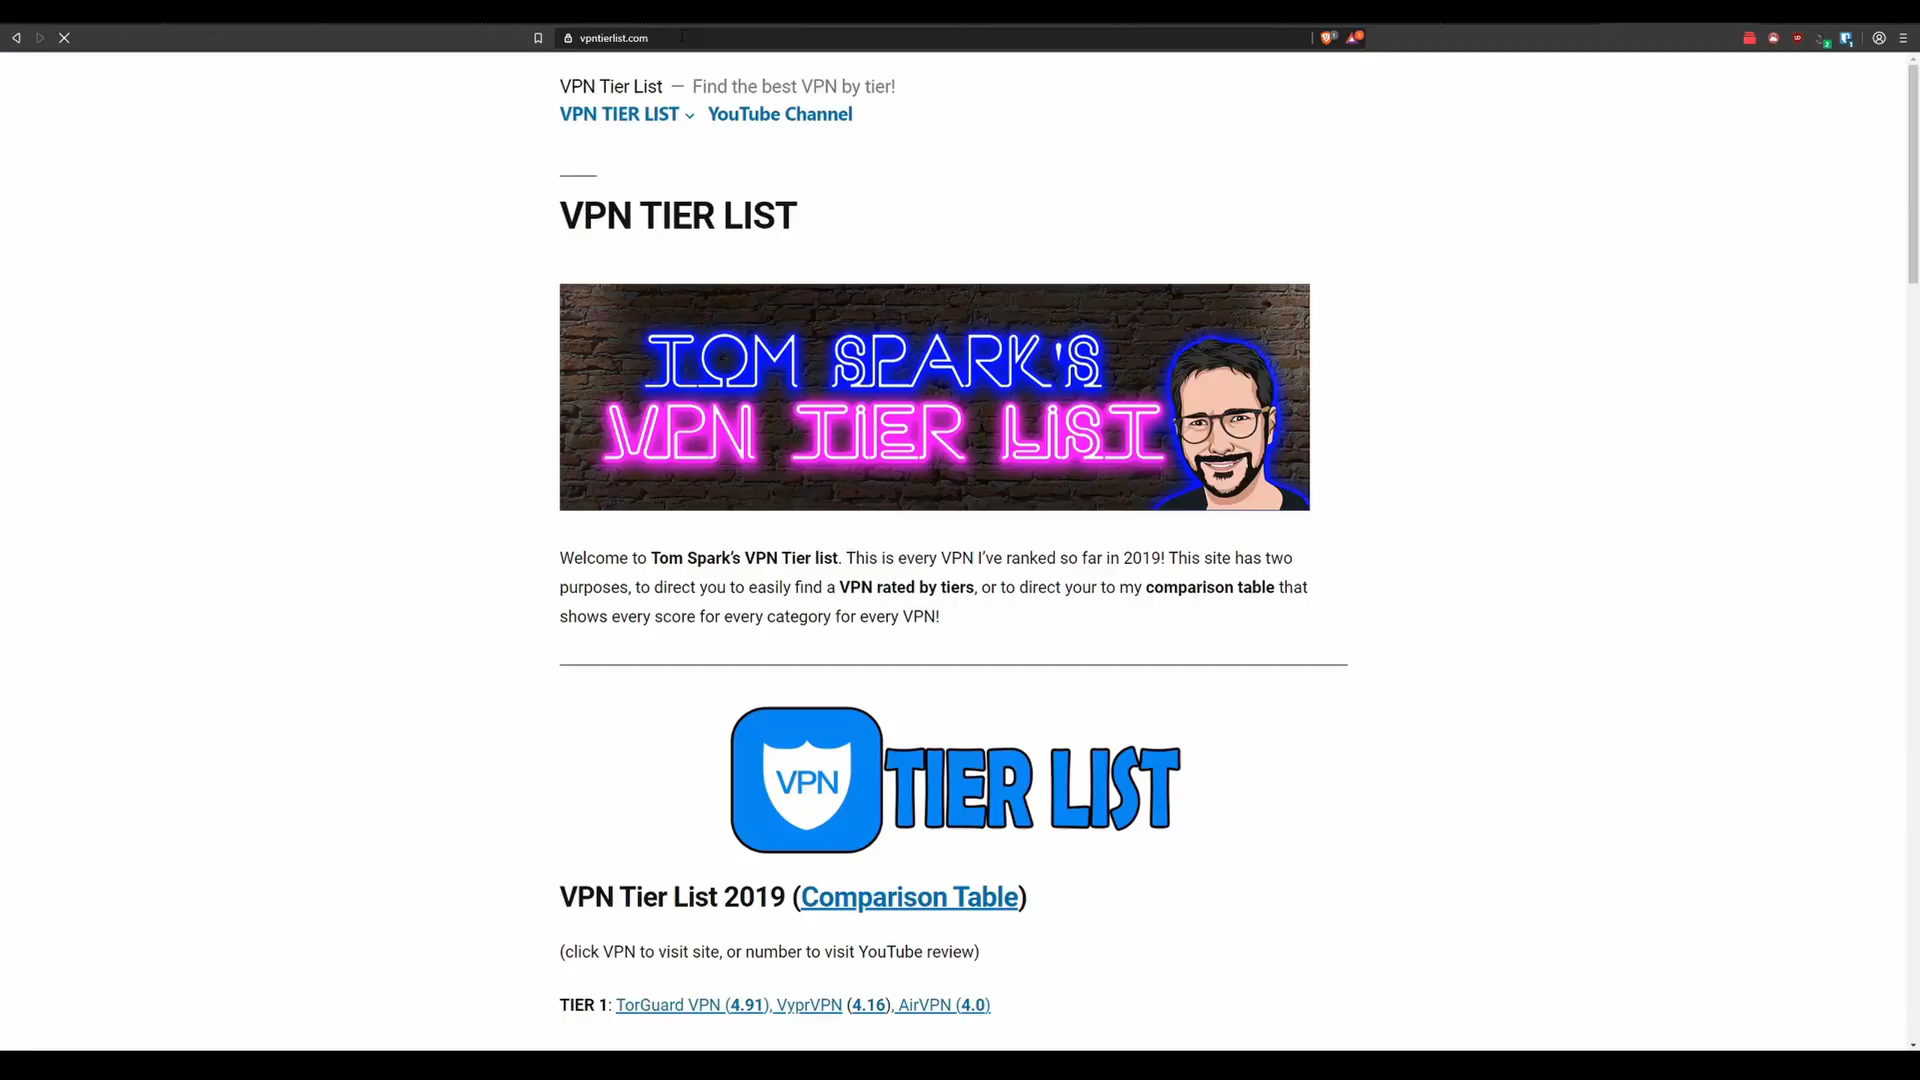 vpntierlist.com
VPN Tier List — Find the best VPN by tier!
VPN TIER LIST YouTube Channel
VPN TIER LIST
TOM SPARK'S
VPN TIER LIST
Welcome to Tom Spark’s VPN Tier list. This is every VPN I’ve ranked so far in 2019! This site has two
purposes, to direct you to easily find a VPN rated by tiers, or to direct your to my comparison table that
shows every score for every category for every VPN!
VPN TIER LIST
VPN Tier List 2019 (Comparison Table)
(click VPN to visit site, or number to visit YouTube review)
TIER 1: TorGuard VPN (4.91), VyprVPN (4.16), AirVPN (4.0)